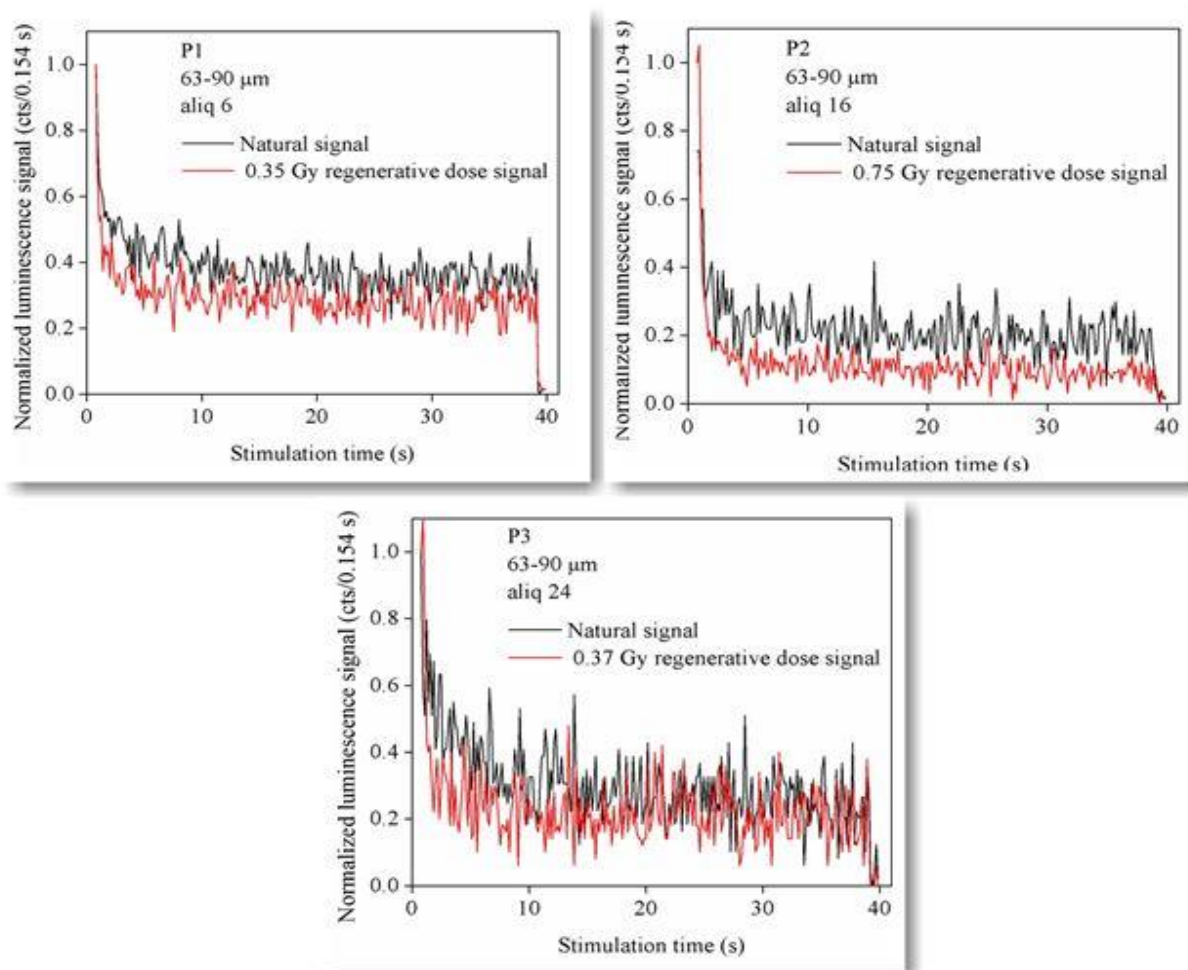 Normalized luminescence signal (cts/0.154 s)
1.0
0.8
0.6
0.4
0.2
0.0
P1
63-90 μm
aliq 6
Natural signal
0.35 Gy regenerative dose signal
0
10
20
30
40
Stimulation time (s)
Normalized luminescence signal (cts/0.154 s)
1.0
0.8
0.6
0.4
0.2
0.0
P2
63-90 μm
aliq 16
Natural signal
0.75 Gy regenerative dose signal
0
10
20
30
40
Stimulation time (s)
Normalized luminescence signal (cts/0.154 s)
1.0
0.8
0.6
0.4
0.2
0.0
P3
63-90 μm
aliq 24
Natural signal
0.37 Gy regenerative dose signal
0
10
20
30
40
Stimulation time (s)